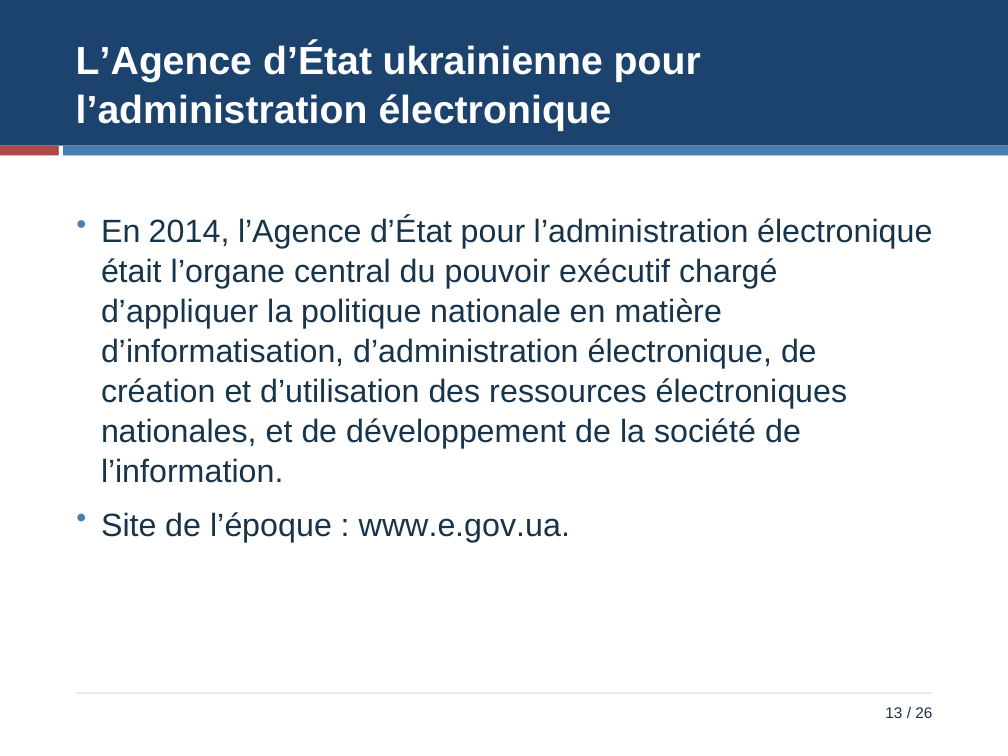 L’Agence d’État ukrainienne pour
l’administration électronique
• En 2014, l’Agence d’État pour l’administration électronique
était l’organe central du pouvoir exécutif chargé
d’appliquer la politique nationale en matière
d’informatisation, d’administration électronique, de
création et d’utilisation des ressources électroniques
nationales, et de développement de la société de
l’information.
• Site de l’époque : www.e.gov.ua.
13 / 26